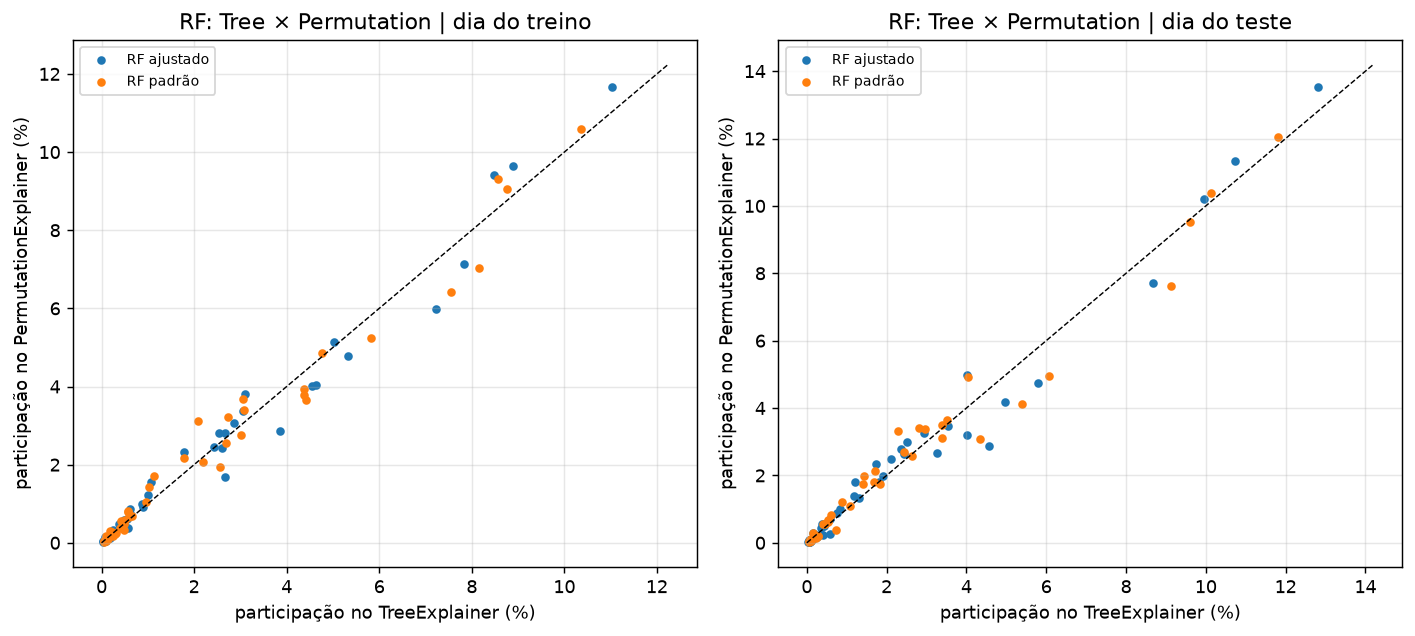 RF: Tree × Permutation | dia do treino
RF ajustado
RF padrão
12
10
8
6
4
2
0
participação no PermutationExplainer (%)
0 2 4 6 8 10 12
participação no TreeExplainer (%)
RF: Tree × Permutation | dia do teste
RF ajustado
RF padrão
14
12
10
8
6
4
2
0
participação no PermutationExplainer (%)
0 2 4 6 8 10 12 14
participação no TreeExplainer (%)